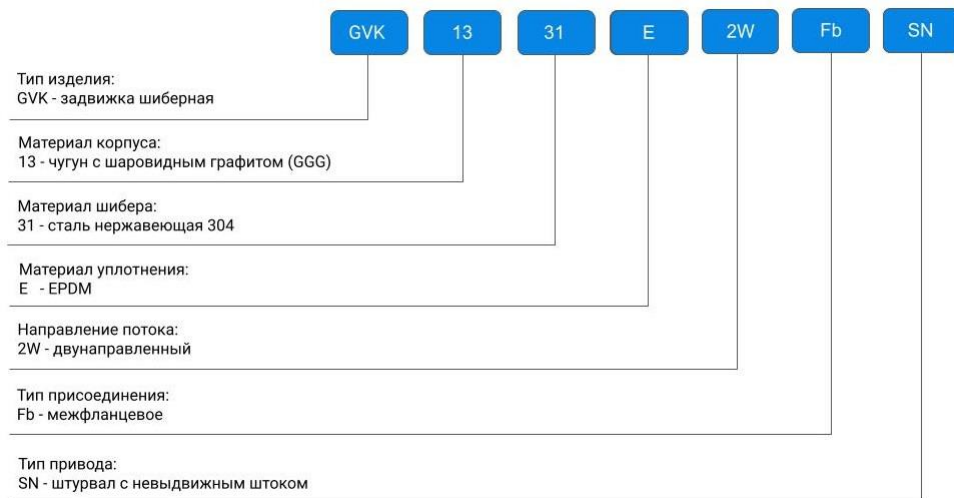 GVK 13 31 E 2W Fb SN
Тип изделия:
GVK - задвижка шиберная
Материал корпуса:
13 - чугун с шаровидным графитом (GGG)
Материал шибера:
31 - сталь нержавеющая 304
Материал уплотнения:
E - EPDM
Направление потока:
2W - двунаправленный
Тип присоединения:
Fb - межфланцевое
Тип привода:
SN - штурвал с невыдвижным штоком